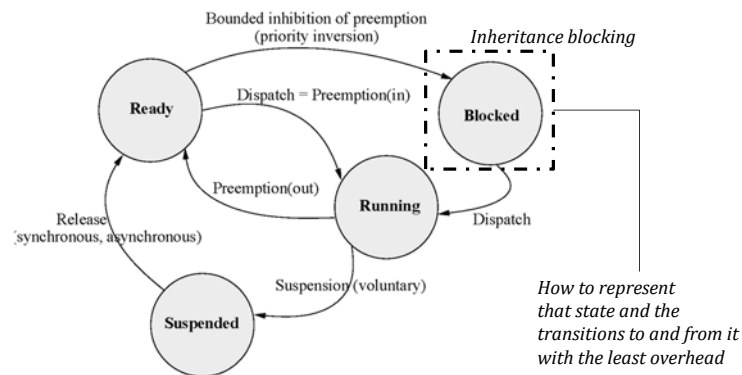 Bounded inhibition of preemption
(priority inversion)
Inheritance blocking
Ready
Dispatch = Preemption(in)
Blocked
Preemption(out)
Running
Dispatch
Release
(synchronous, asynchronous)
Suspension (voluntary)
Suspended
How to represent
that state and the
transitions to and from it
with the least overhead